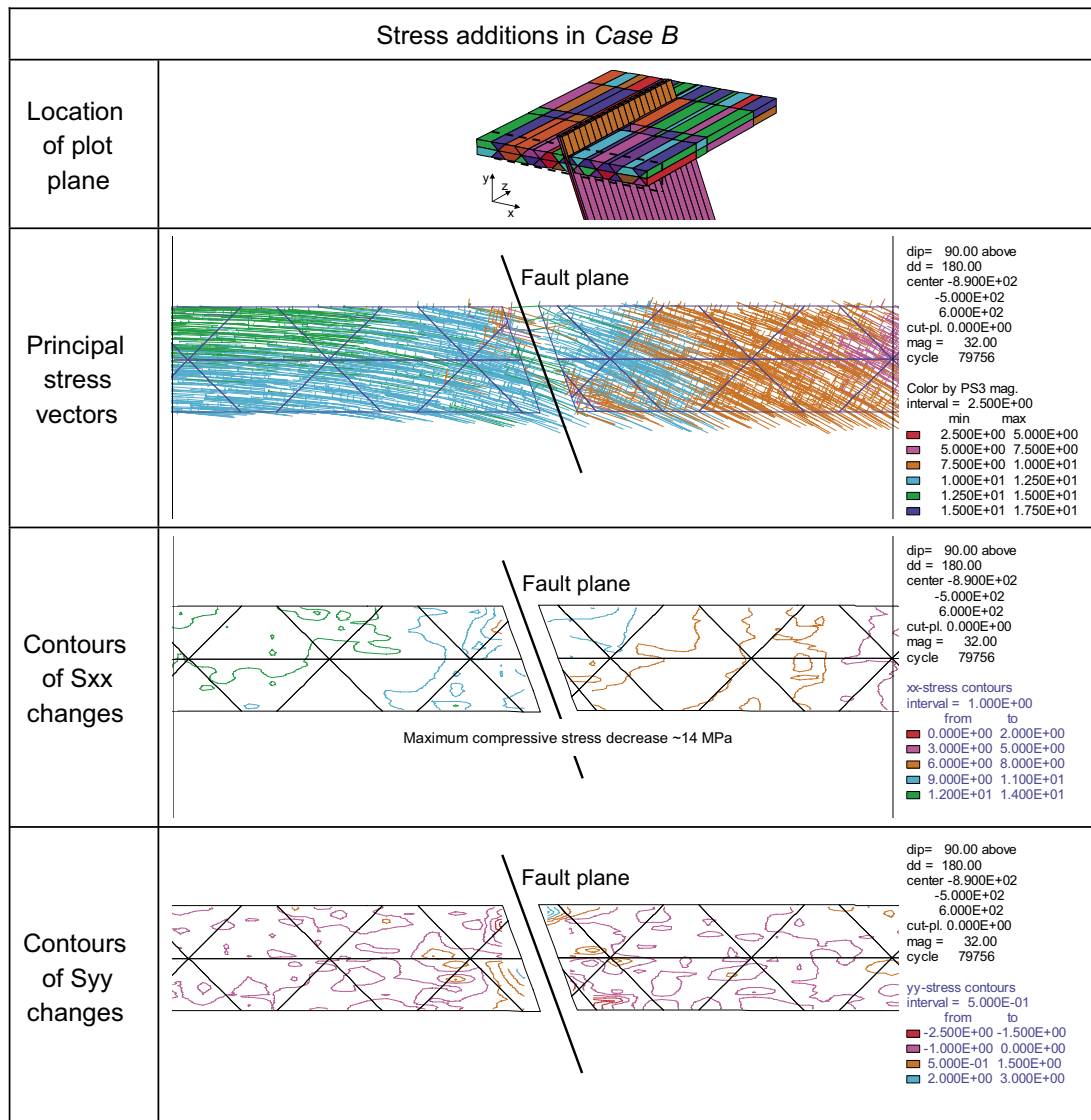 Stress additions in Case B
Location
of plot
plane
y
z
x
Principal
stress
vectors
Fault plane
dip= 90.00 above
dd = 180.00
center -8.900E+02
-5.000E+02
6.000E+02
cut-pl. 0.000E+00
mag = 32.00
cycle 79756
Color by PS3 mag.
interval = 2.500E+00
min max
2.500E+00 5.000E+00
5.000E+00 7.500E+00
7.500E+00 1.000E+01
1.000E+01 1.250E+01
1.250E+01 1.500E+01
1.500E+01 1.750E+01
Contours
of Sxx
changes
Fault plane
Maximum compressive stress decrease ~14 MPa
dip= 90.00 above
dd = 180.00
center -8.900E+02
-5.000E+02
6.000E+02
cut-pl. 0.000E+00
mag = 32.00
cycle 79756
xx-stress contours
interval = 1.000E+00
from to
0.000E+00 2.000E+00
3.000E+00 5.000E+00
6.000E+00 8.000E+00
9.000E+00 1.100E+01
1.200E+01 1.400E+01
Contours
of Syy
changes
Fault plane
dip= 90.00 above
dd = 180.00
center -8.900E+02
-5.000E+02
6.000E+02
cut-pl. 0.000E+00
mag = 32.00
cycle 79756
yy-stress contours
interval = 5.000E-01
from to
-2.500E+00 -1.500E+00
-1.000E+00 0.000E+00
5.000E-01 1.500E+00
2.000E+00 3.000E+00